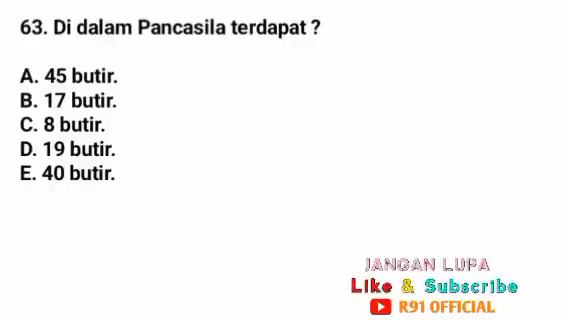 63. Di dalam Pancasila terdapat ?
A. 45 butir.
B. 17 butir.
C. 8 butir.
D. 19 butir.
E. 40 butir.
JANGAN LUPA
Like & Subscribe
R91 OFFICIAL